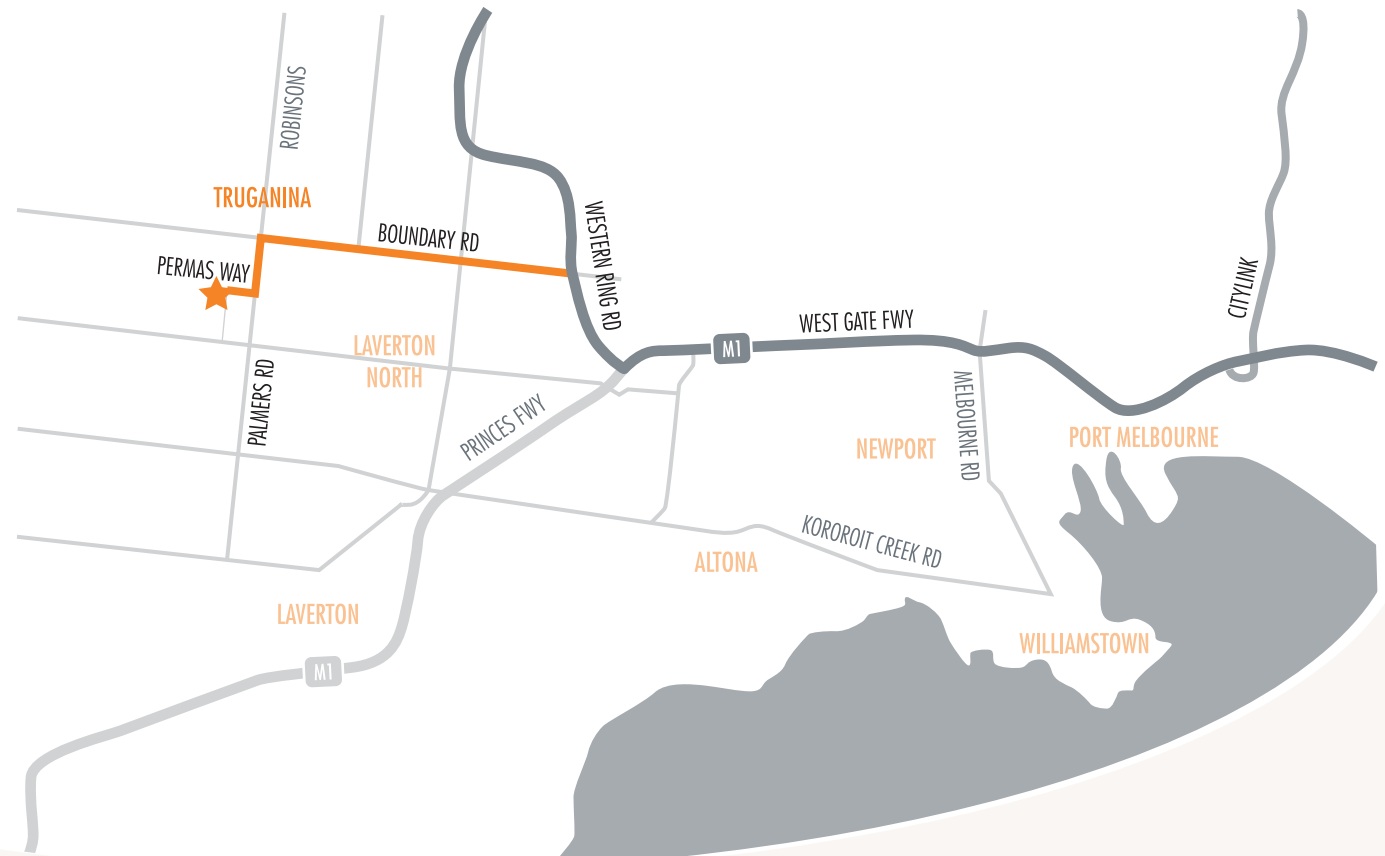 ROBINSONS
TRUGANINA
BOUNDARY RD
PERMAS WAY
WESTERN RING RD
CITYLINK
WEST GATE FWY
M1
LAVERTON
NORTH
PALMERS RD
PRINCES FWY
MELBOURNE RD
NEWPORT
PORT MELBOURNE
KOROROIT CREEK RD
ALTONA
LAVERTON
WILLIAMSTOWN
M1